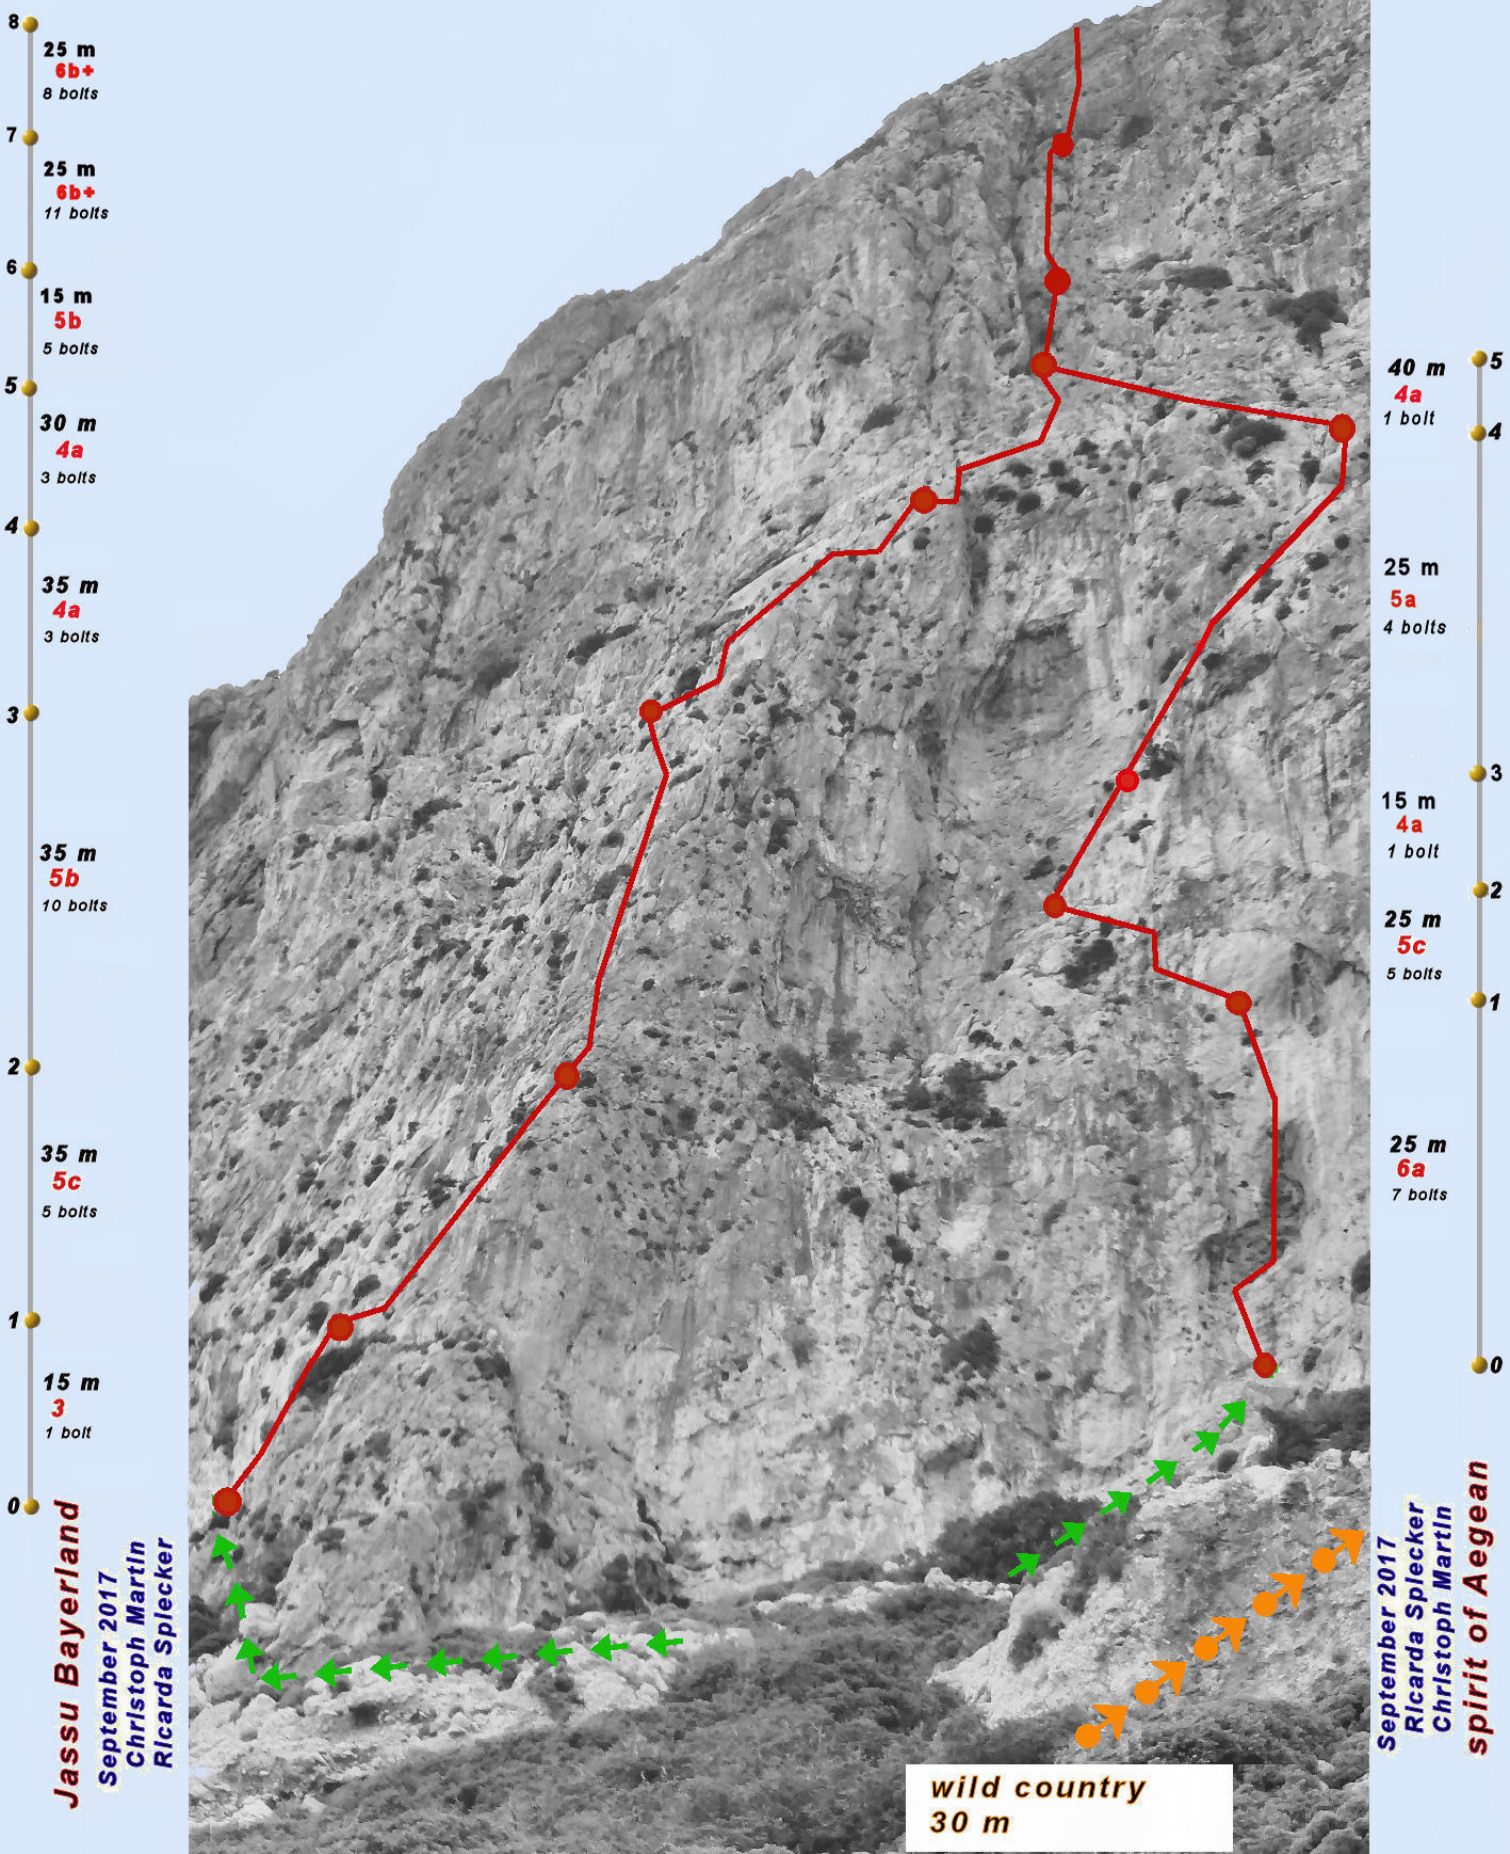 8
25 m
6b+
8 bolts
7
25 m
6b+
11 bolts
6
15 m
5b
5 bolts
5
30 m
4a
3 bolts
4
35 m
4a
3 bolts
3
35 m
5b
10 bolts
2
35 m
5c
5 bolts
1
15 m
3
1 bolt
0
Jassu Bayerland
September 2017
Christoph Martin
Ricarda Splecker
5
40 m
4a
1 bolt
4
25 m
5a
4 bolts
3
15 m
4a
1 bolt
2
25 m
5c
5 bolts
1
25 m
6a
7 bolts
0
September 2017
Ricarda Splecker
Christoph Martin
spirit of Aegean
wild country
30 m